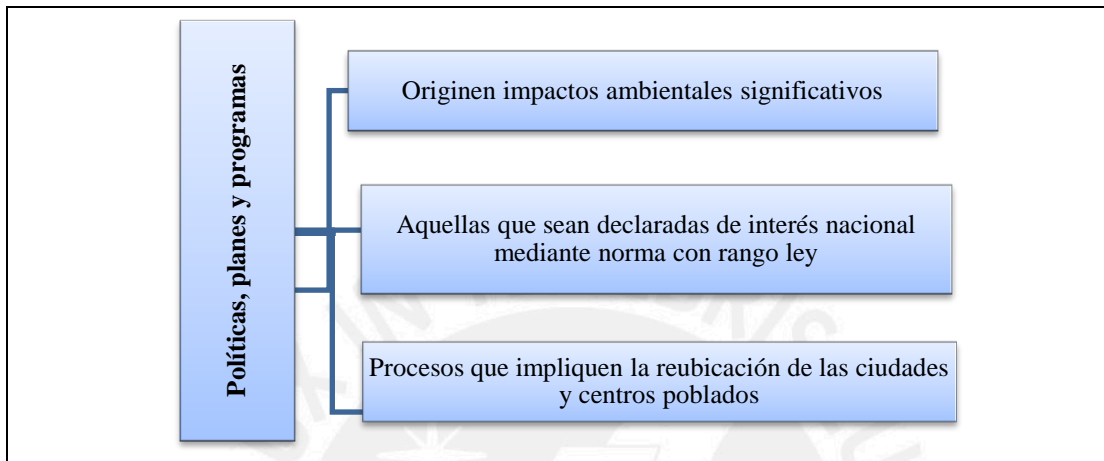 Políticas, planes y programas
Originen impactos ambientales significativos
Aquellas que sean declaradas de interés nacional
mediante norma con rango ley
Procesos que impliquen la reubicación de las ciudades
y centros poblados